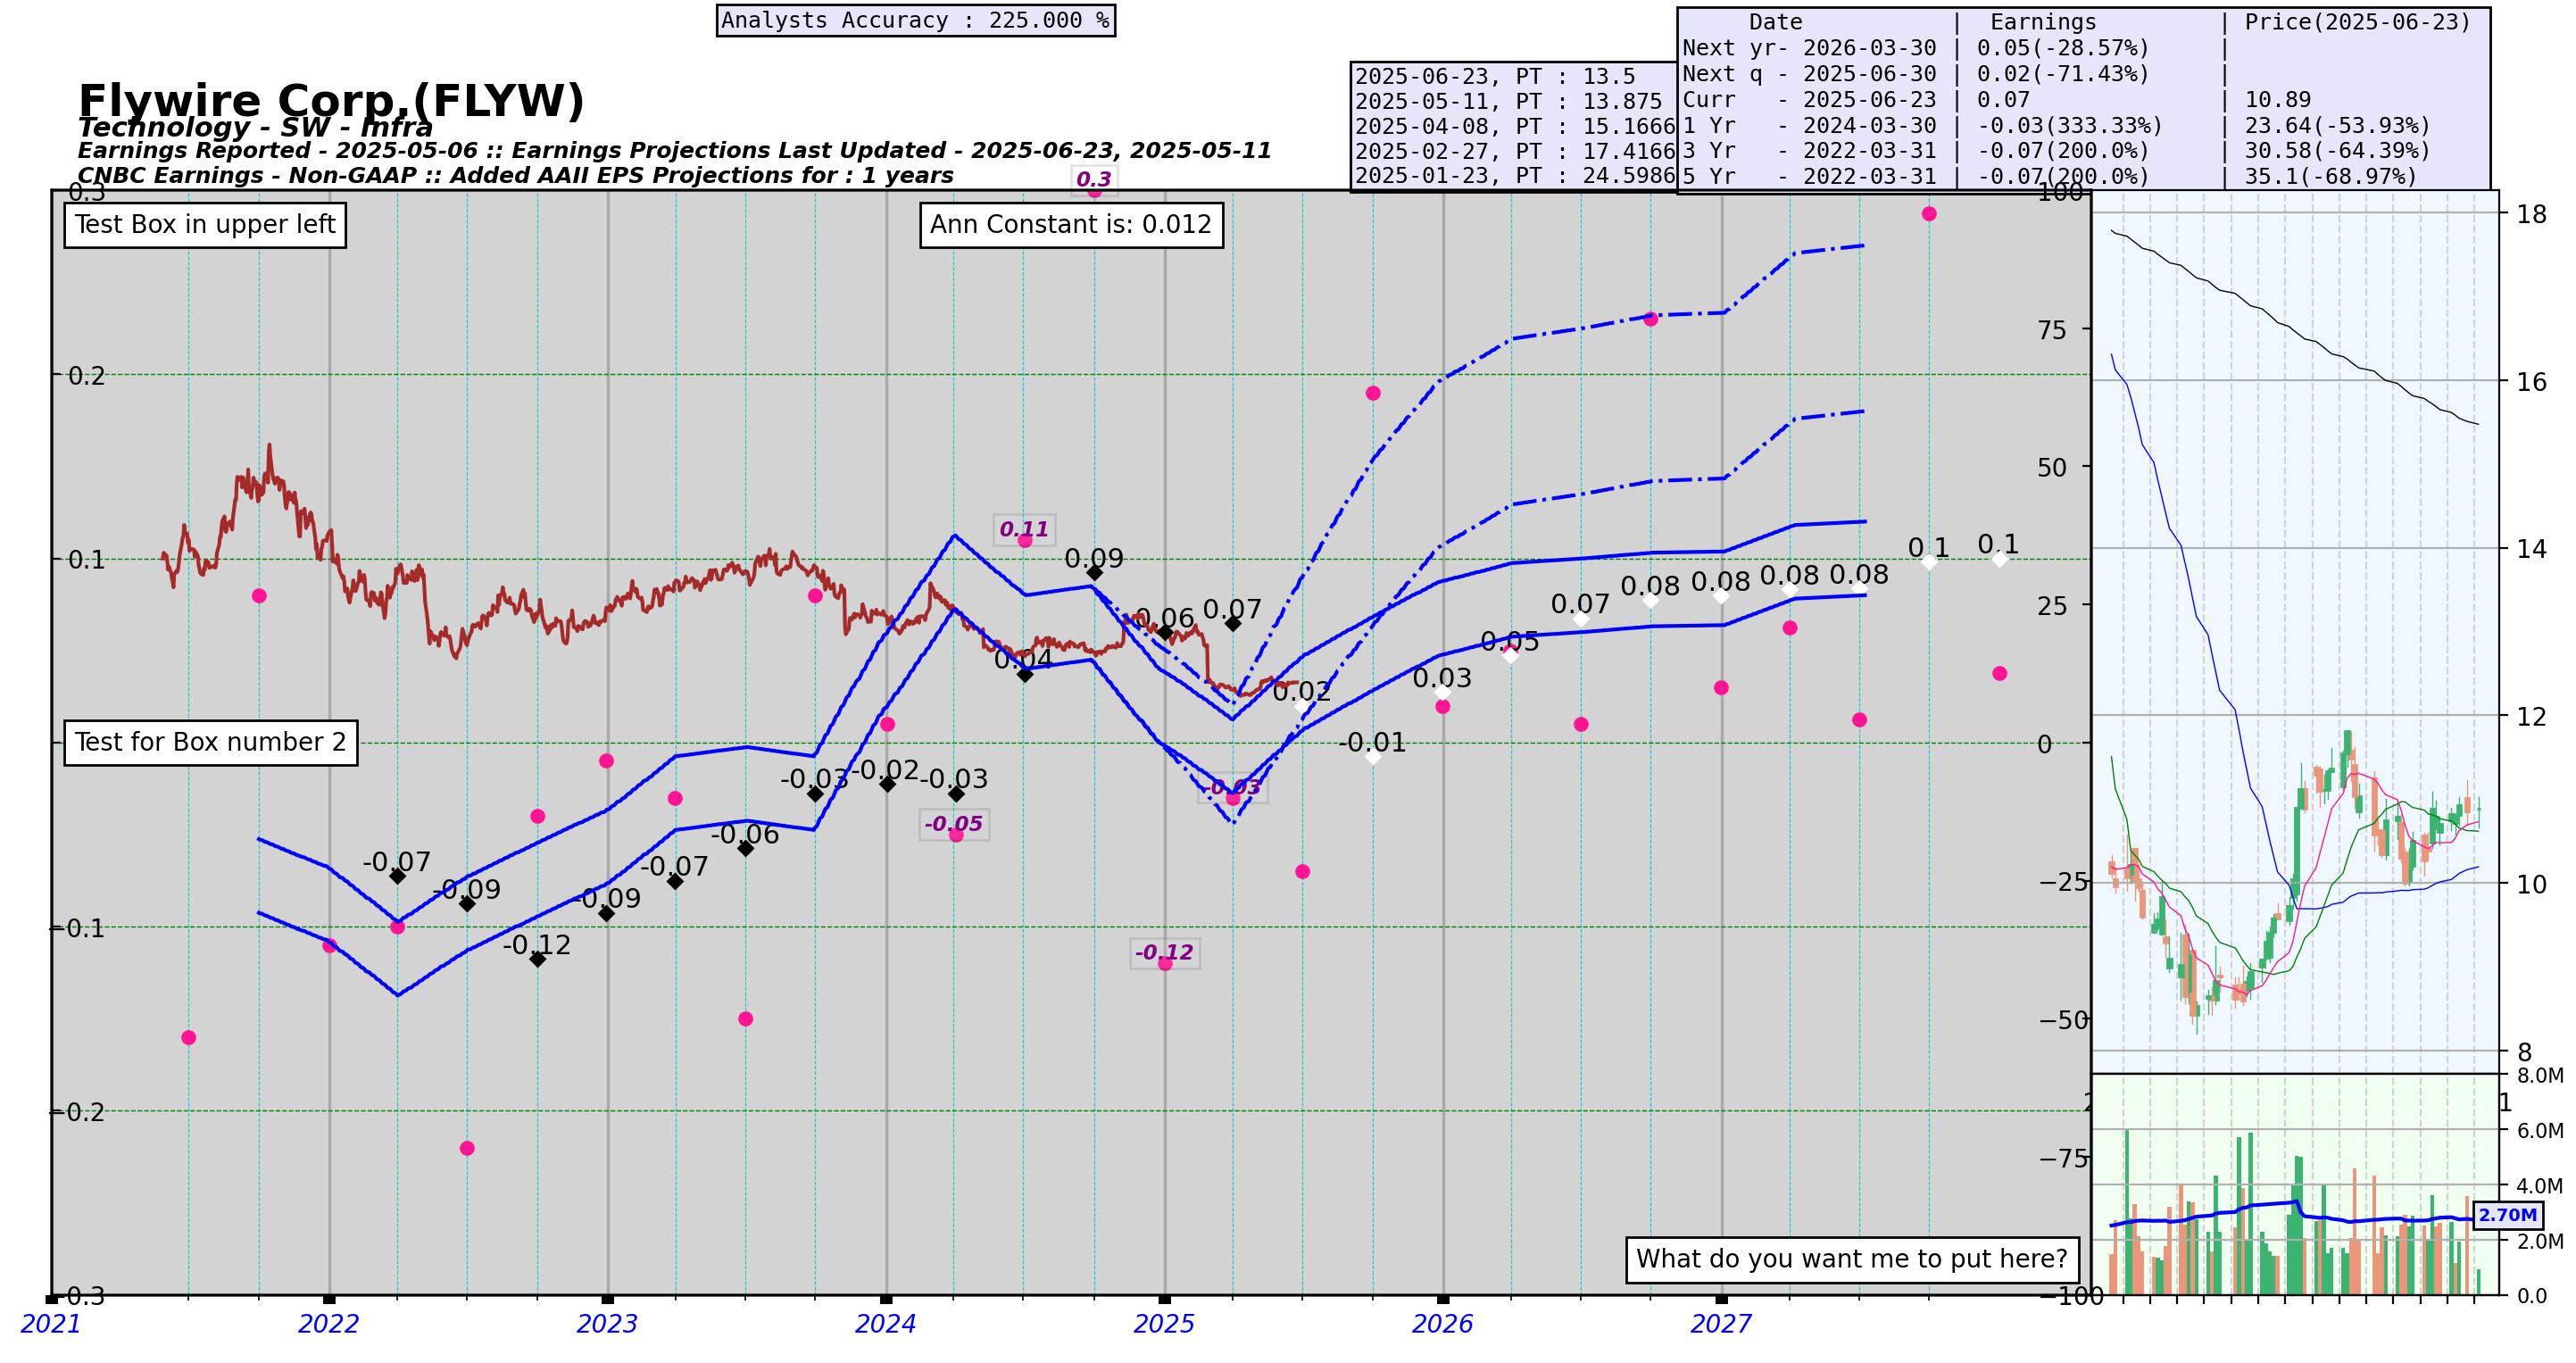 Analysts Accuracy : 225.000 %
Date | Earnings | Price(2025-06-23)
Next yr- 2026-03-30 | 0.05(-28.57%) |
Next q - 2025-06-30 | 0.02(-71.43%) |
Curr - 2025-06-23 | 0.07 | 10.89
1 Yr - 2024-03-30 | -0.03(333.33%) | 23.64(-53.93%)
3 Yr - 2022-03-31 | -0.07(200.0%) | 30.58(-64.39%)
5 Yr - 2022-03-31 | -0.07(200.0%) | 35.1(-68.97%)
2025-06-23, PT : 13.5
2025-05-11, PT : 13.875
2025-04-08, PT : 15.1666
2025-02-27, PT : 17.4166
2025-01-23, PT : 24.5986
Flywire Corp,(FLYW)
Technology - SW - Infra
Earnings Reported - 2025-05-06 :: Earnings Projections Last Updated - 2025-06-23, 2025-05-11
CNBC Earnings - Non-GAAP :: Added AAII EPS Projections for : 1 years
Test Box in upper left
Ann Constant is: 0.012
Test for Box number 2
What do you want me to put here?
0.3
0.2
0.1
-0.1
-0.2
-0.3
0.3
0.11
-0.05
-0.12
-0.03
-0.07
-0.09
-0.12
-0.09
-0.07
-0.06
-0.03
-0.02
-0.03
0.04
0.09
0.06
0.07
0.02
-0.01
0.03
0.05
0.07
0.08
0.08
0.08
0.08
0.1
0.1
100
75
50
25
0
−25
−50
−75
−100
18
16
14
12
10
8
8.0M
6.0M
4.0M
2.70M
2.0M
0.0
2021
2022
2023
2024
2025
2026
2027